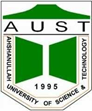 AUST
1995
AHSANULLAH UNIVERSITY OF SCIENCE & TECHNOLOGY